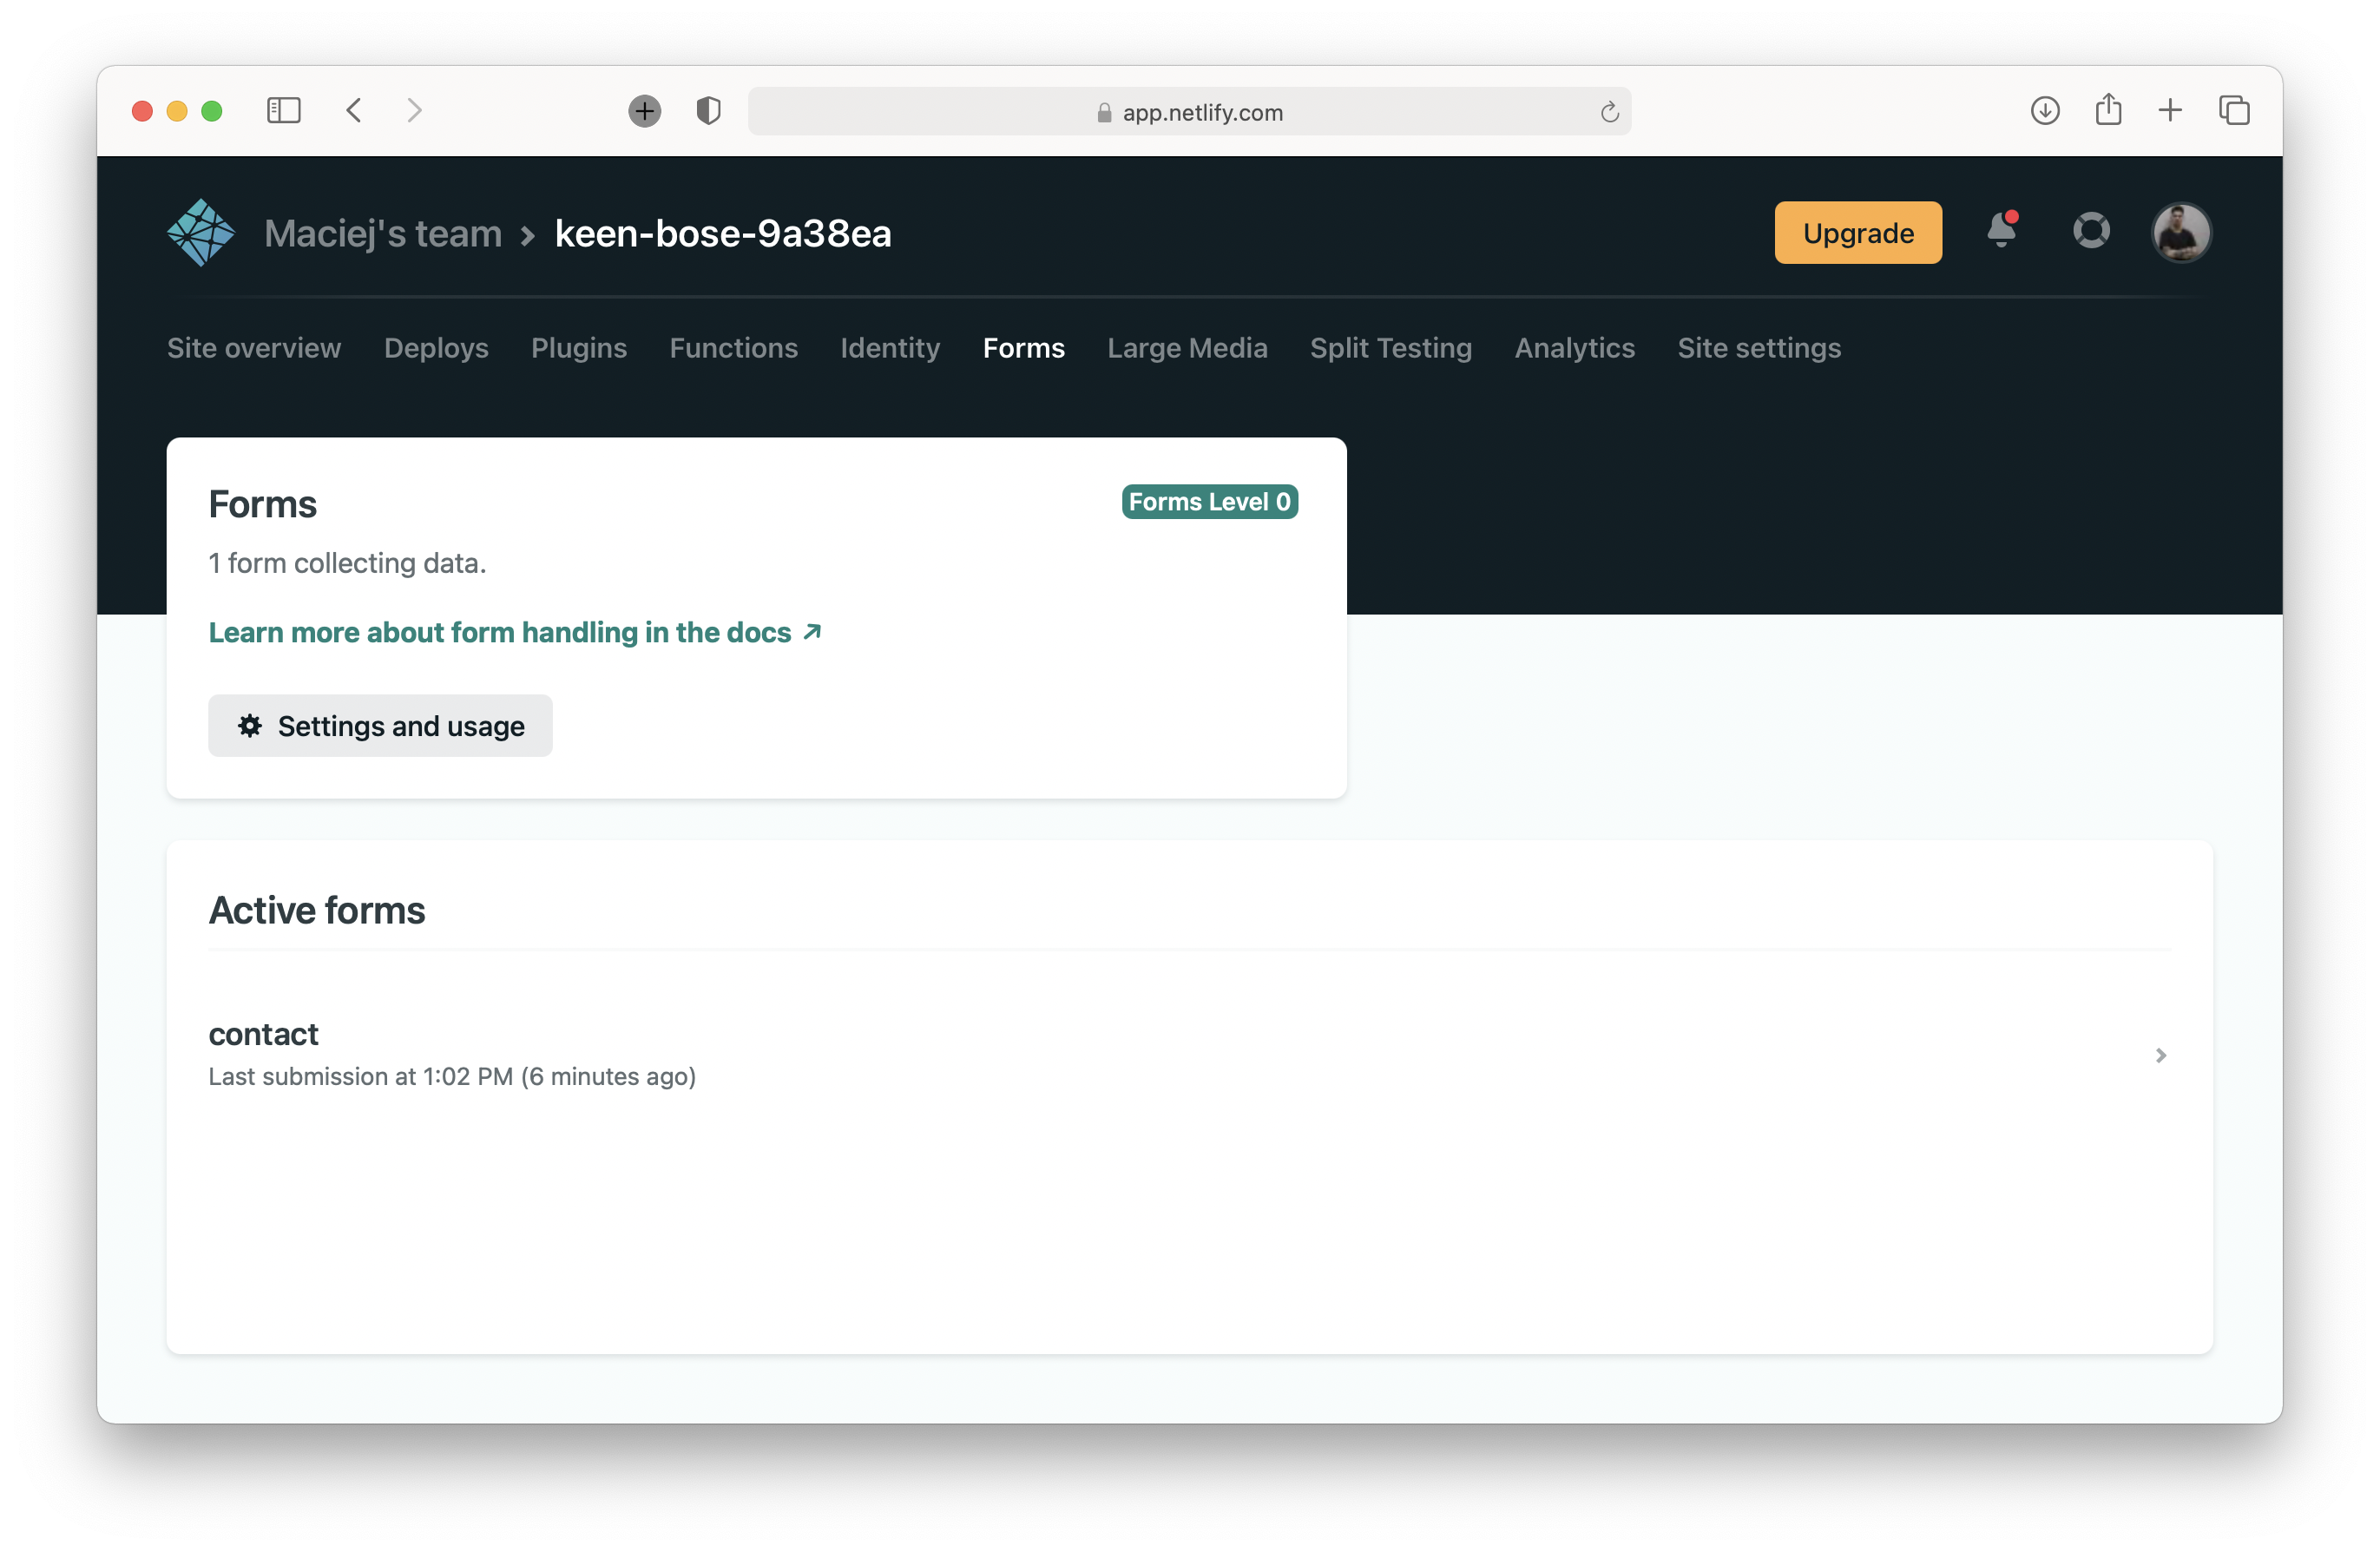 app.netlify.com
Maciej's team › keen-bose-9a38ea
Upgrade
Site overview Deploys Plugins Functions Identity Forms Large Media Split Testing Analytics Site settings
Forms
Forms Level 0
1 form collecting data.
Learn more about form handling in the docs
Settings and usage
Active forms
contact
Last submission at 1:02 PM (6 minutes ago)